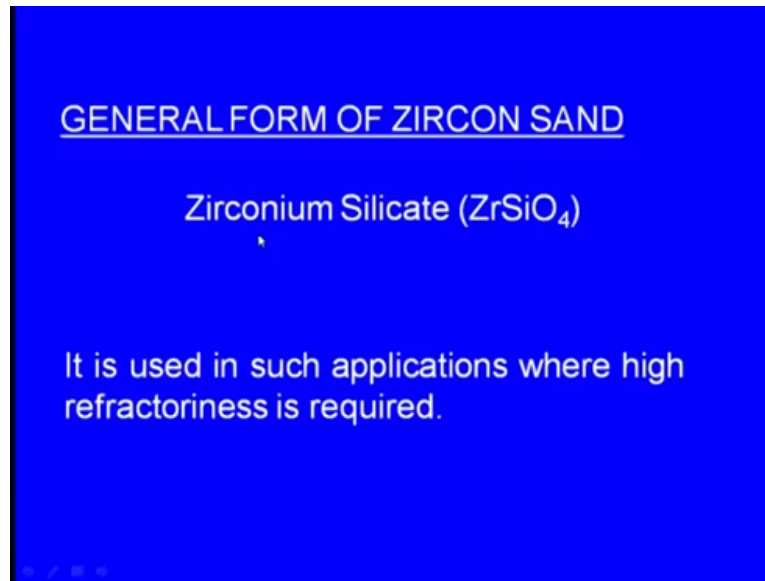 GENERAL FORM OF ZIRCON SAND
Zirconium Silicate (ZrSiO₄)
It is used in such applications where high
refractoriness is required.